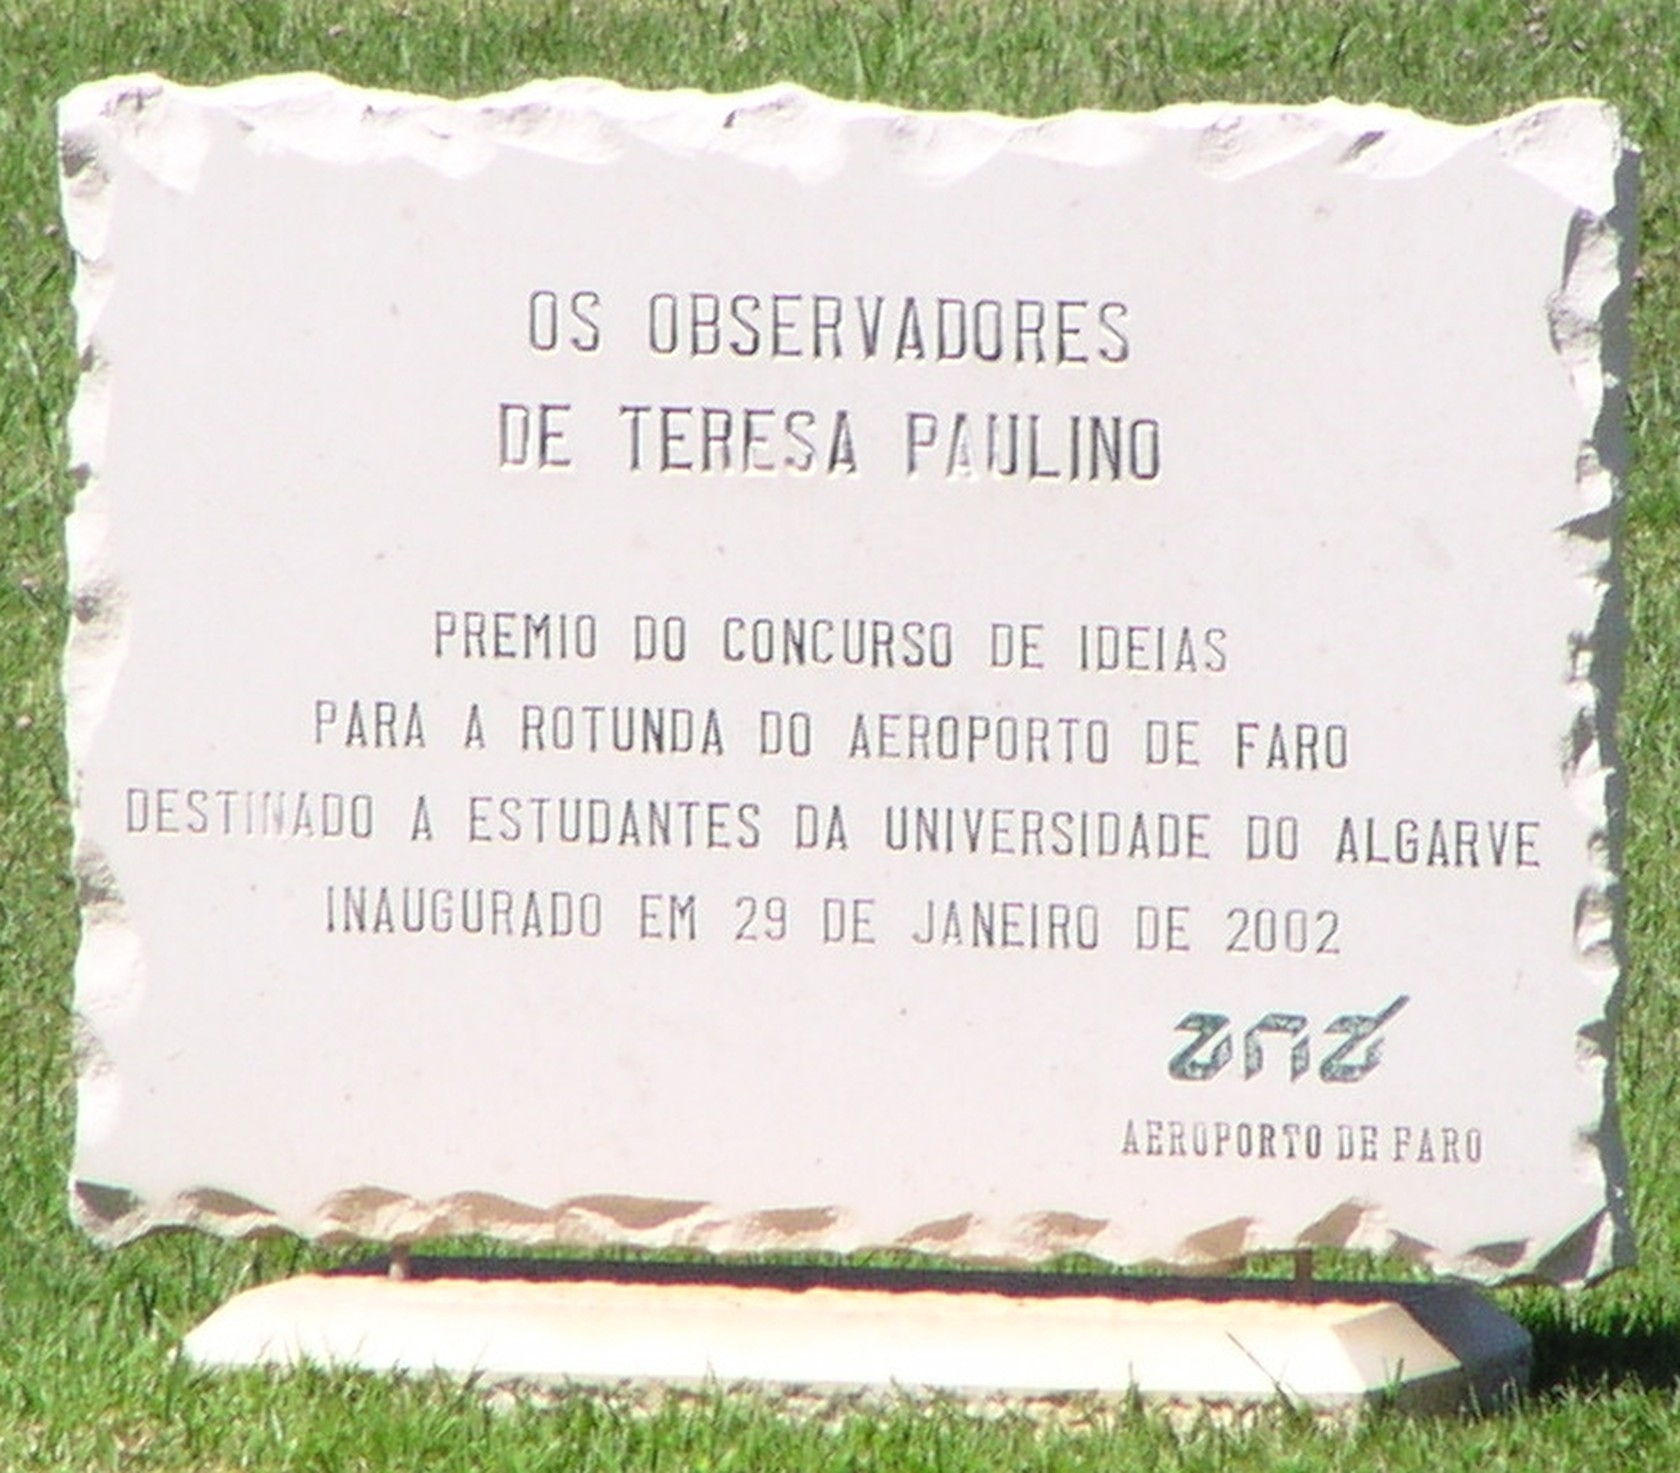 OS OBSERVADORES
DE TERESA PAULINO
PREMIO DO CONCURSO DE IDEIAS
PARA A ROTUNDA DO AEROPORTO DE FARO
DESTINADO A ESTUDANTES DA UNIVERSIDADE DO ALGARVE
INAUGURADO EM 29 DE JANEIRO DE 2002
ana
AEROPORTO DE FARO